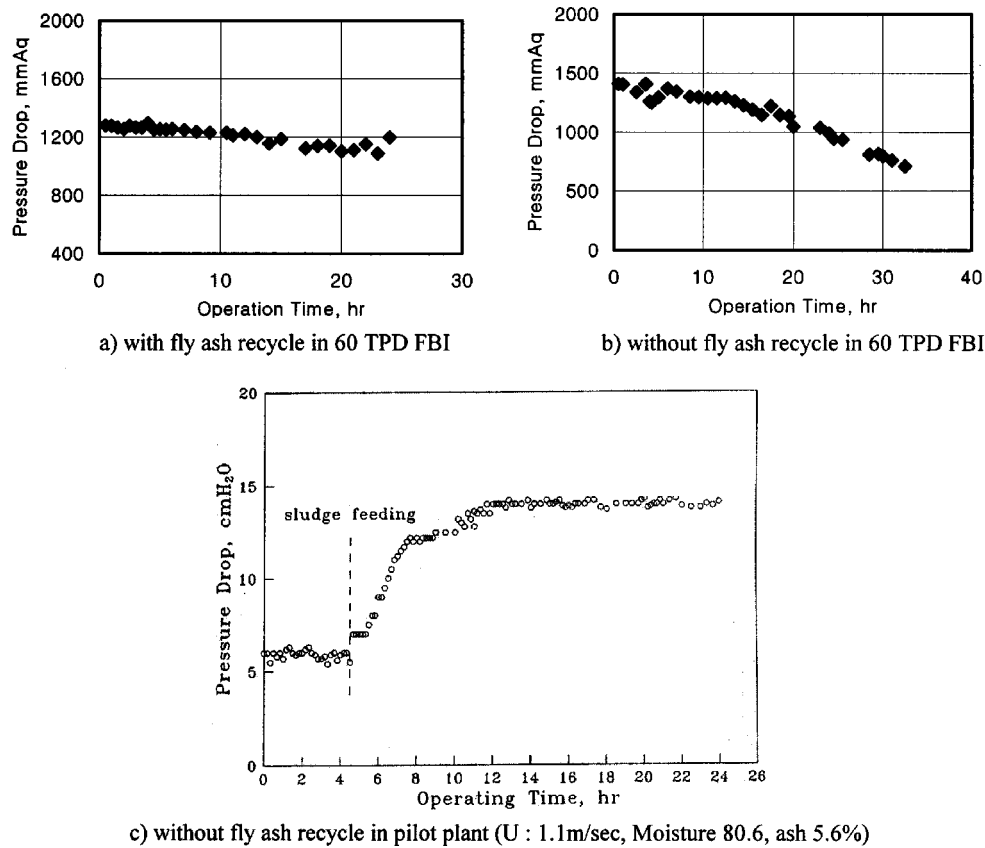 2000
1600
1200
800
400
Pressure Drop, mmAq
0
10
20
30
Operation Time, hr
a) with fly ash recycle in 60 TPD FBI
2000
1500
1000
500
0
Pressure Drop, mmAq
0
10
20
30
40
Operation Time, hr
b) without fly ash recycle in 60 TPD FBI
20
15
10
5
0
Pressure Drop, cmH₂O
sludge feeding
0 2 4 6 8 10 12 14 16 18 20 22 24 26
Operating Time, hr
c) without fly ash recycle in pilot plant (U : 1.1m/sec, Moisture 80.6, ash 5.6%)